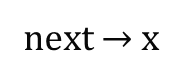 next → x